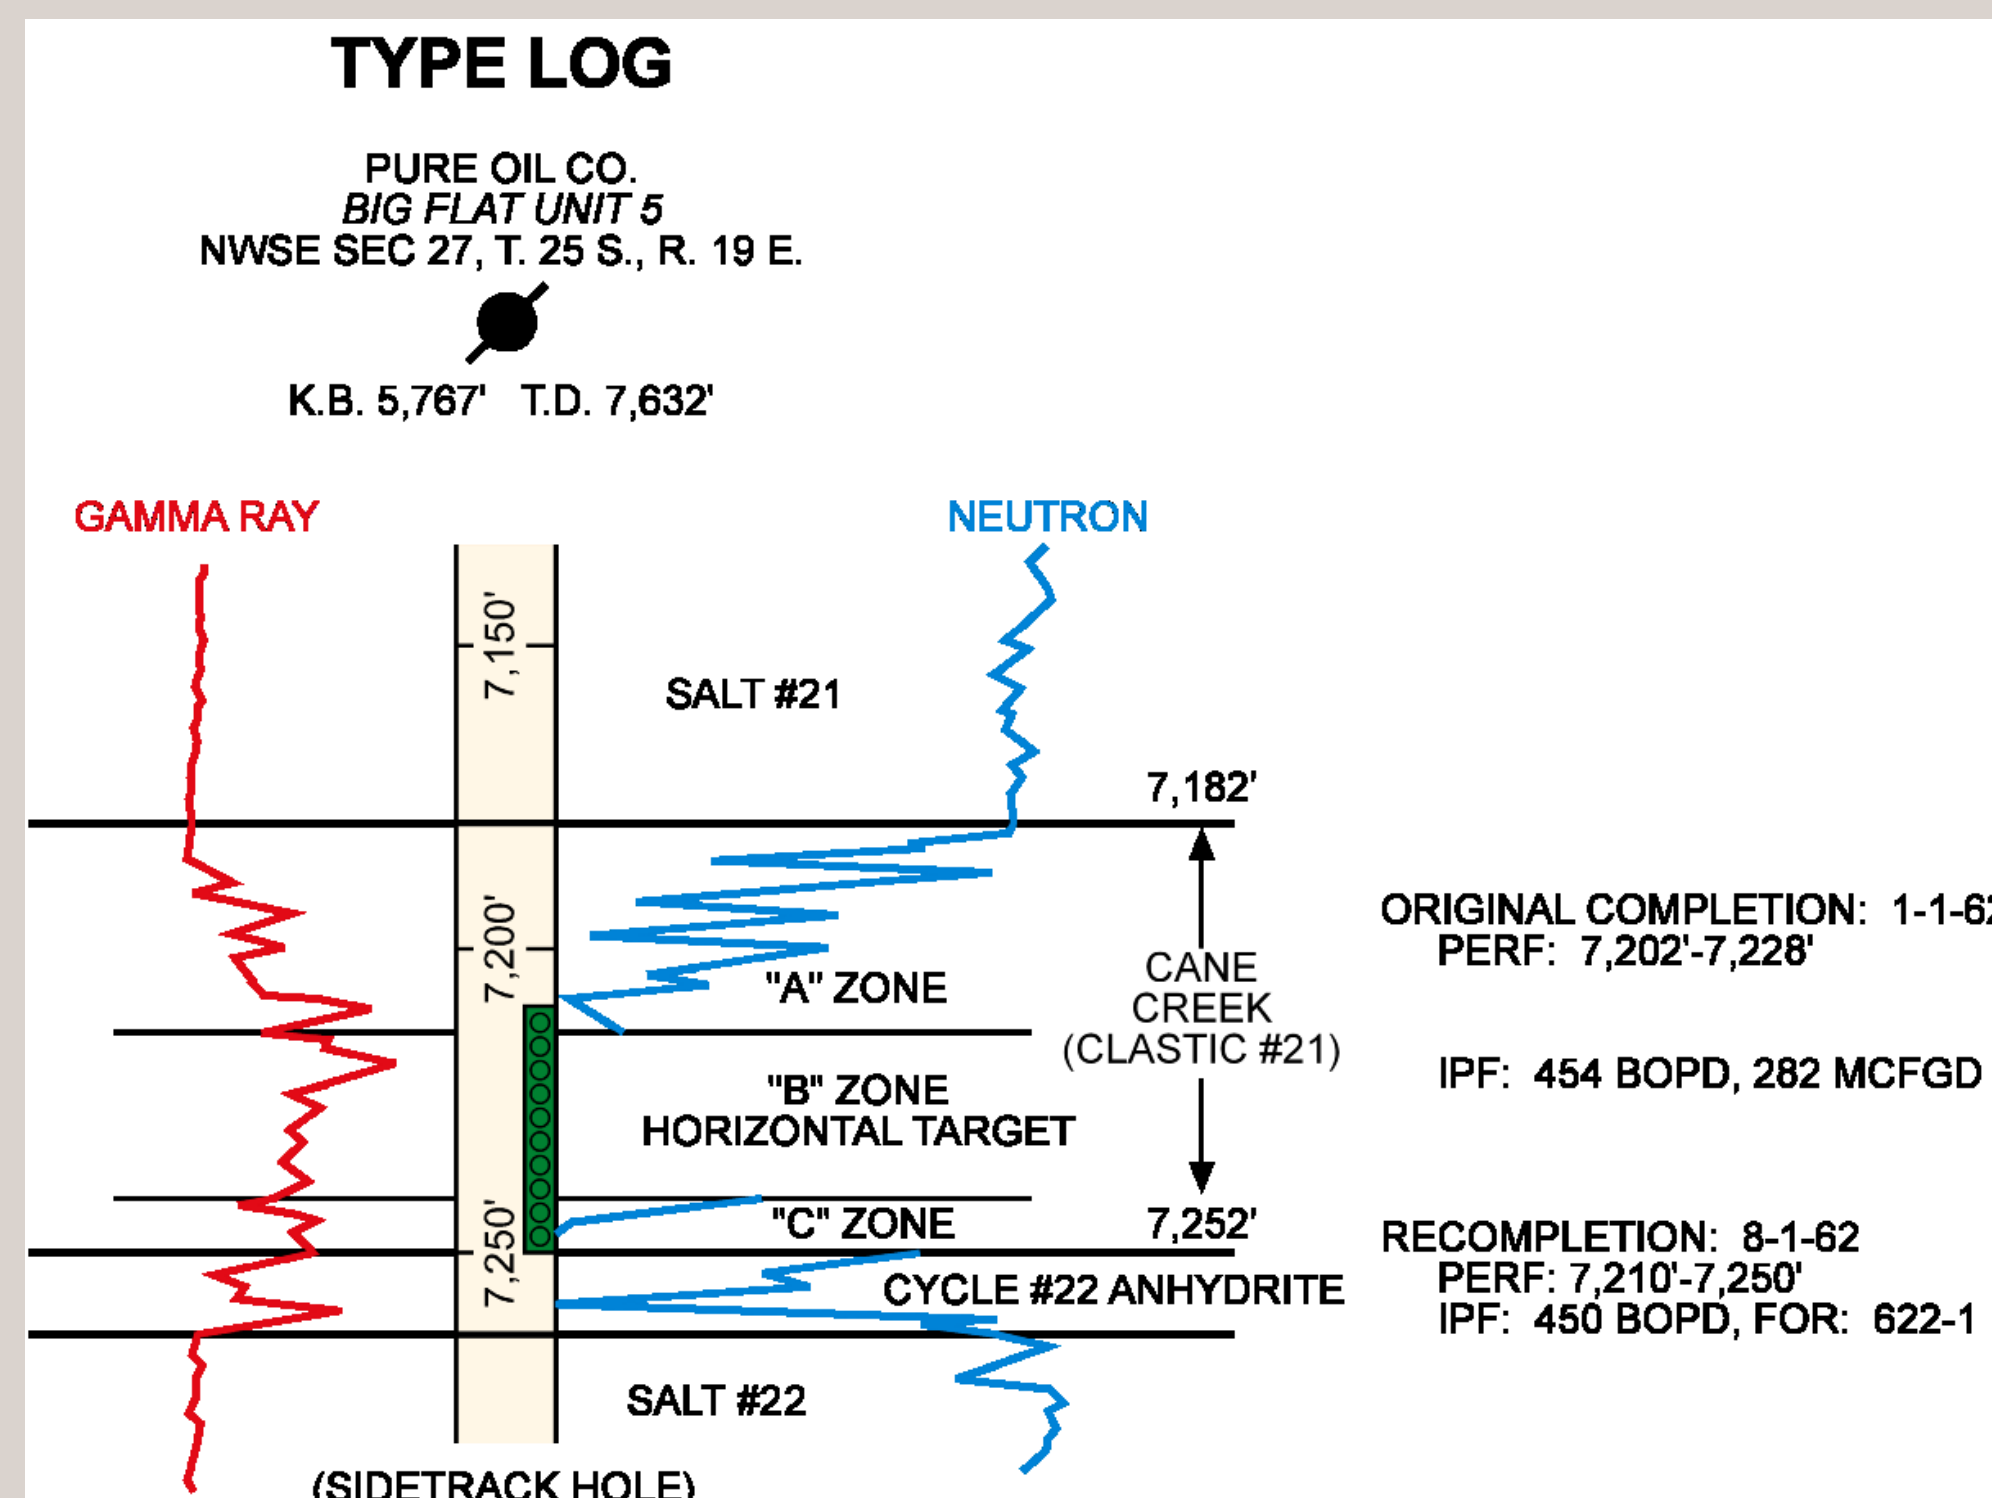 TYPE LOG
PURE OIL CO.
BIG FLAT UNIT 5
NWSE SEC 27, T. 25 S., R. 19 E.
K.B. 5,767' T.D. 7,632'
GAMMA RAY
NEUTRON
7,150'
SALT #21
7,182'
7,200'
"A" ZONE
CANE
CREEK
(CLASTIC #21)
ORIGINAL COMPLETION: 1-1-62
PERF: 7,202'-7,228'
IPF: 454 BOPD, 282 MCFGD
"B" ZONE
HORIZONTAL TARGET
7,250'
"C" ZONE
7,252'
CYCLE #22 ANHYDRITE
RECOMPLETION: 8-1-62
PERF: 7,210'-7,250'
IPF: 450 BOPD, FOR: 622-1
SALT #22
(SIDETRACK HOLE)